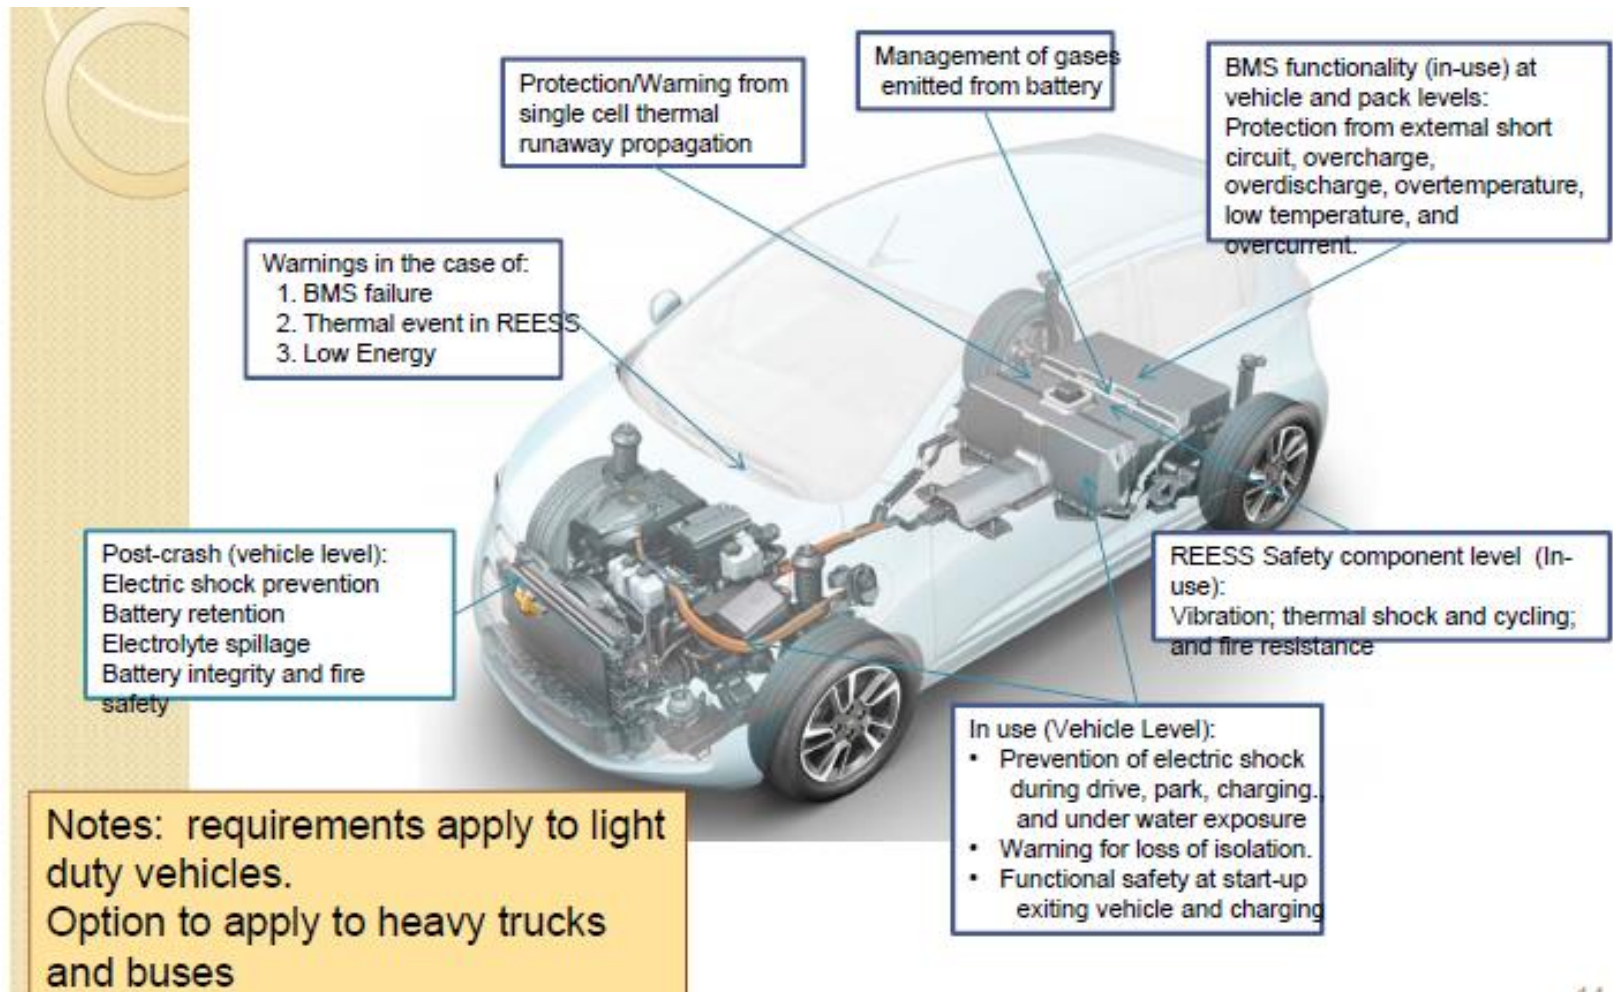 Management of gases
emitted from battery
Protection/Warning from
single cell thermal
runaway propagation
BMS functionality (in-use) at
vehicle and pack levels:
Protection from external short
circuit, overcharge,
overdischarge, overtemperature,
low temperature, and
overcurrent.
Warnings in the case of:
1. BMS failure
2. Thermal event in REESS
3. Low Energy
Post-crash (vehicle level):
Electric shock prevention
Battery retention
Electrolyte spillage
Battery integrity and fire
safety
REESS Safety component level (In-
use):
Vibration; thermal shock and cycling;
and fire resistance
In use (Vehicle Level):
• Prevention of electric shock
during drive, park, charging.,
and under water exposure
• Warning for loss of isolation.
• Functional safety at start-up
exiting vehicle and charging
Notes: requirements apply to light
duty vehicles.
Option to apply to heavy trucks
and buses